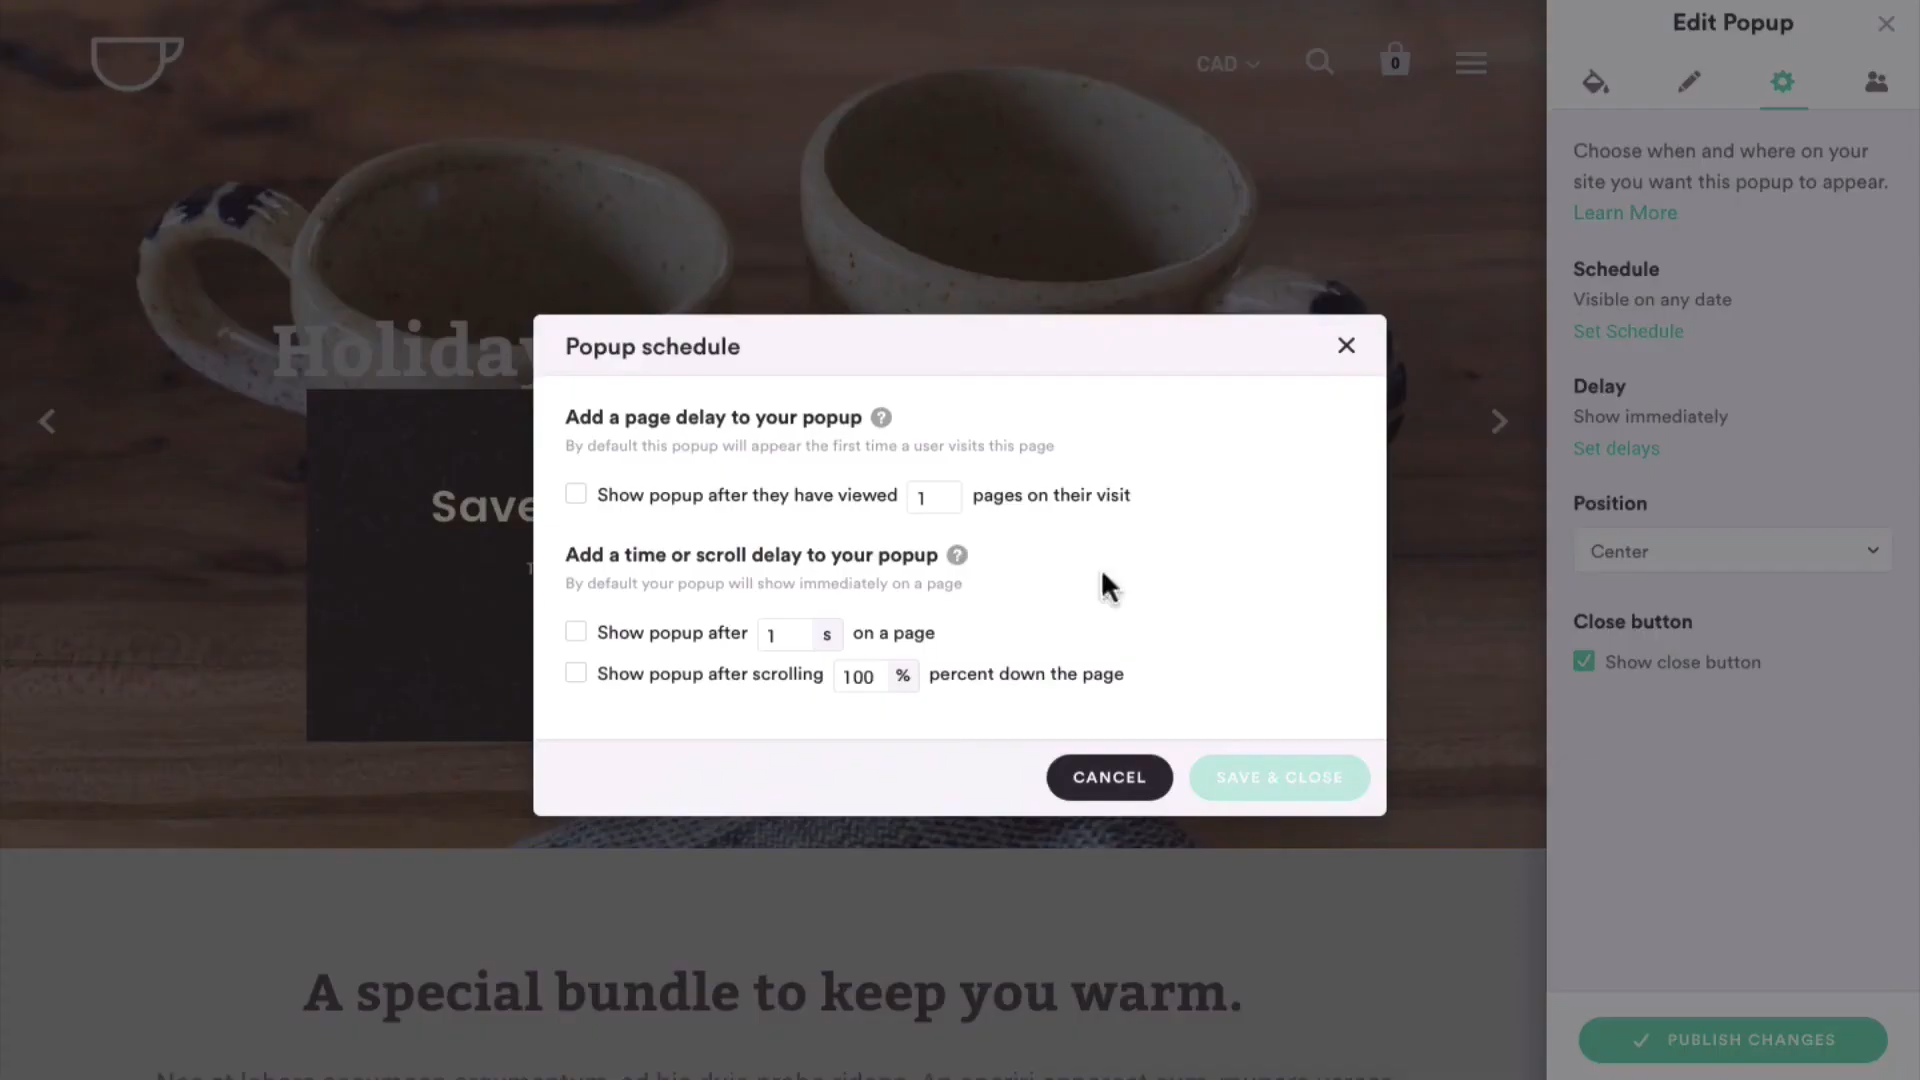 CAD
0
Holiday
Save
Popup schedule
Add a page delay to your popup ?
By default this popup will appear the first time a user visits this page
Show popup after they have viewed 1 pages on their visit
Add a time or scroll delay to your popup ?
By default your popup will show immediately on a page
Show popup after 1 s on a page
Show popup after scrolling 100 % percent down the page
CANCEL
SAVE & CLOSE
A special bundle to keep you warm.
Edit Popup
Choose when and where on your
site you want this popup to appear.
Learn More
Schedule
Visible on any date
Set Schedule
Delay
Show immediately
Set delays
Position
Center
Close button
Show close button
PUBLISH CHANGES